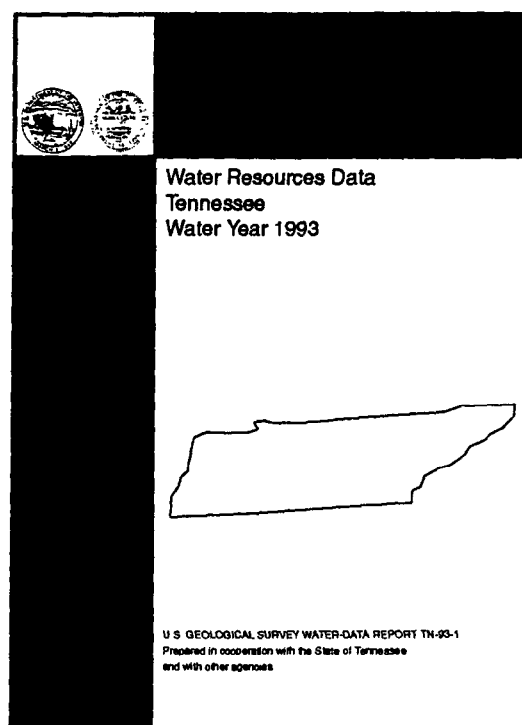 Water Resources Data
Tennessee
Water Year 1993
U S GEOLOGICAL SURVEY WATER-DATA REPORT TN-93-1
Prepared in cooperation with the State of Tennessee
and with other agencies